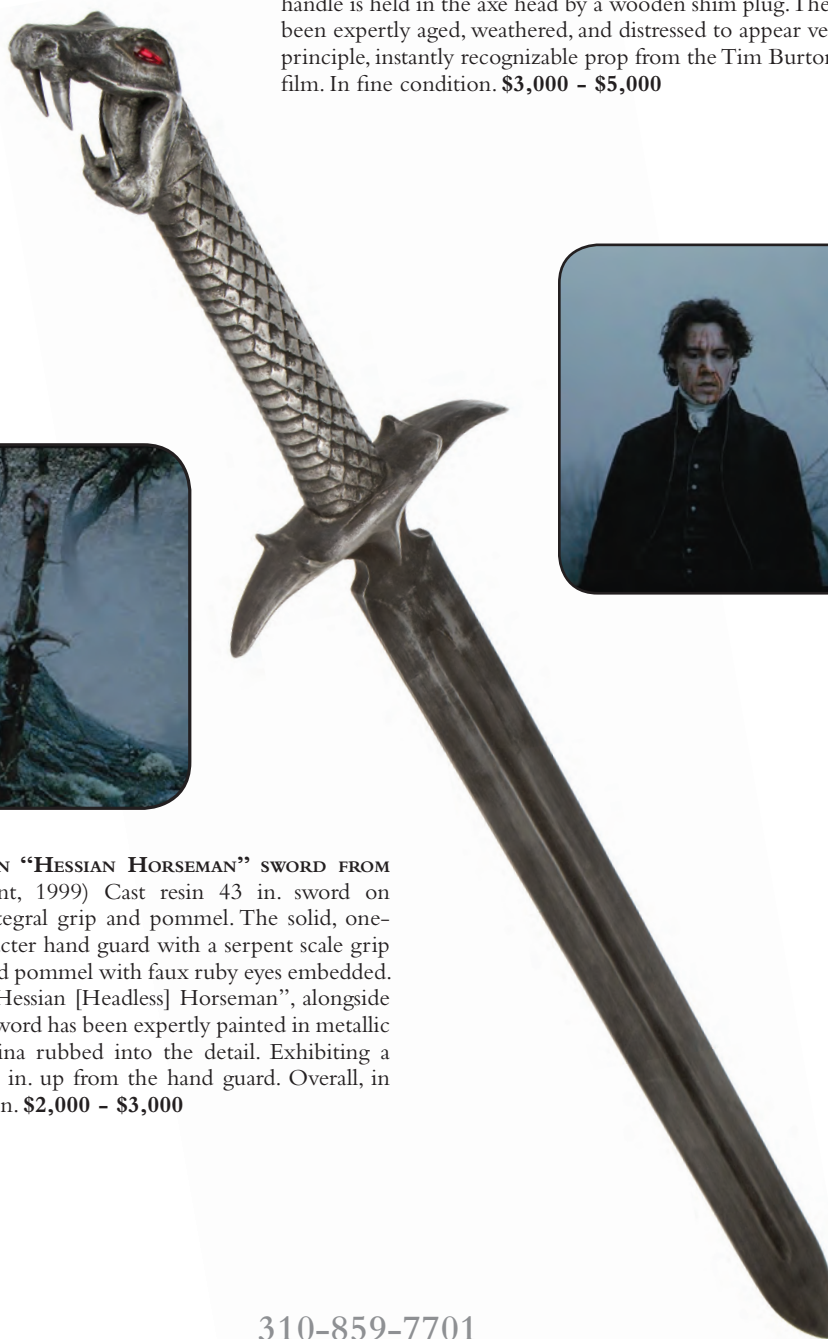 handle is held in the axe head by a wooden shim plug. The
been expertly aged, weathered, and distressed to appear ve
principle, instantly recognizable prop from the Tim Burton
film. In fine condition. $3,000 - $5,000
N “Hessian Horseman” sword from
nt, 1999) Cast resin 43 in. sword on
tegral grip and pommel. The solid, one-
cter hand guard with a serpent scale grip
d pommel with faux ruby eyes embedded.
Hessian [Headless] Horseman”, alongside
word has been expertly painted in metallic
ina rubbed into the detail. Exhibiting a
in. up from the hand guard. Overall, in
n. $2,000 - $3,000
310-859-7701